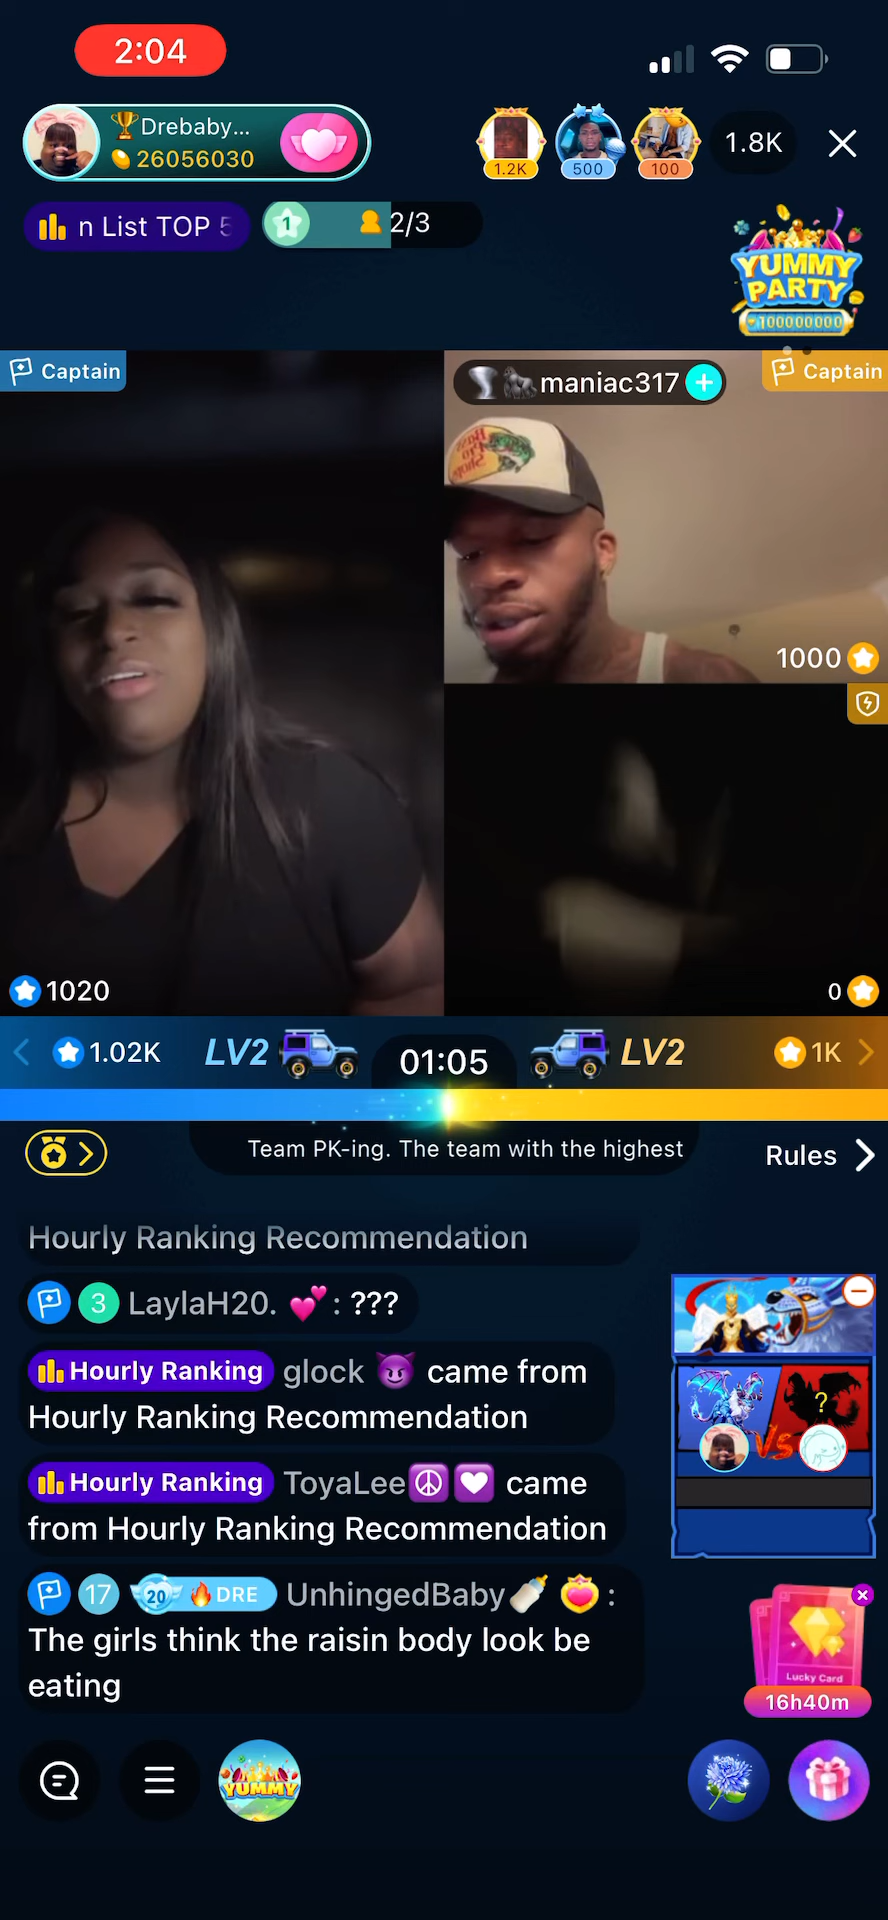 2:04
Drebaby...
26056030
1.2K
500
100
1.8K
n List TOP 5
1
2/3
YUMMY
PARTY
100000000
Captain
maniac317
Captain
Bass
Pro
Shops
1000
1020
0
1.02K
LV2
01:05
LV2
1K
Team PK-ing. The team with the highest
Rules
Hourly Ranking Recommendation
3 LaylaH20. 💕 : ???
Hourly Ranking glock 😈 came from
Hourly Ranking Recommendation
?
VS
Hourly Ranking ToyaLee☮️💟 came
from Hourly Ranking Recommendation
17 20 🔥DRE UnhingedBaby🍼 :
The girls think the raisin body look be
eating
Lucky Card
16h40m
YUMMY